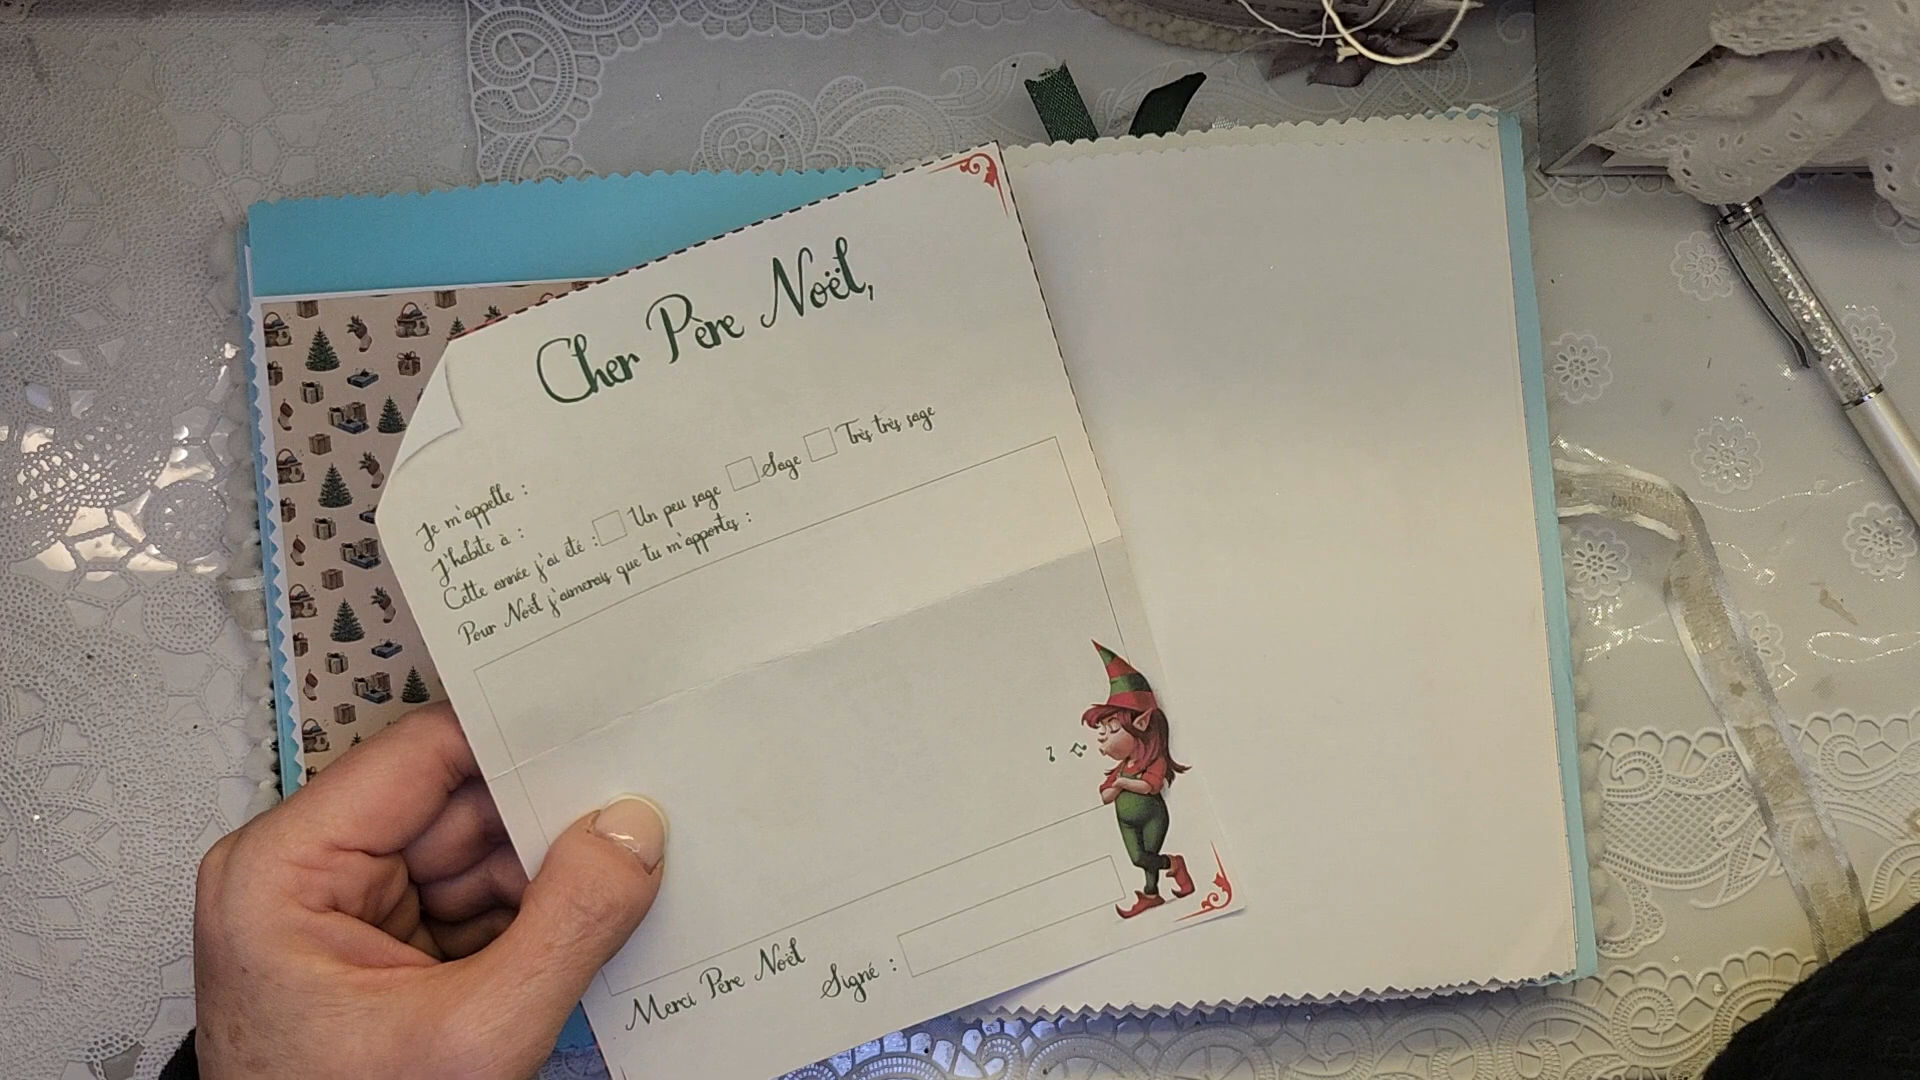 Cher Père Noël,
Je m'appelle :
J'habite à :
Cette année j'ai été : Un peu sage Sage Très très sage
Pour Noël j'aimerais que tu m'apportes :
Merci Père Noël
Signé :